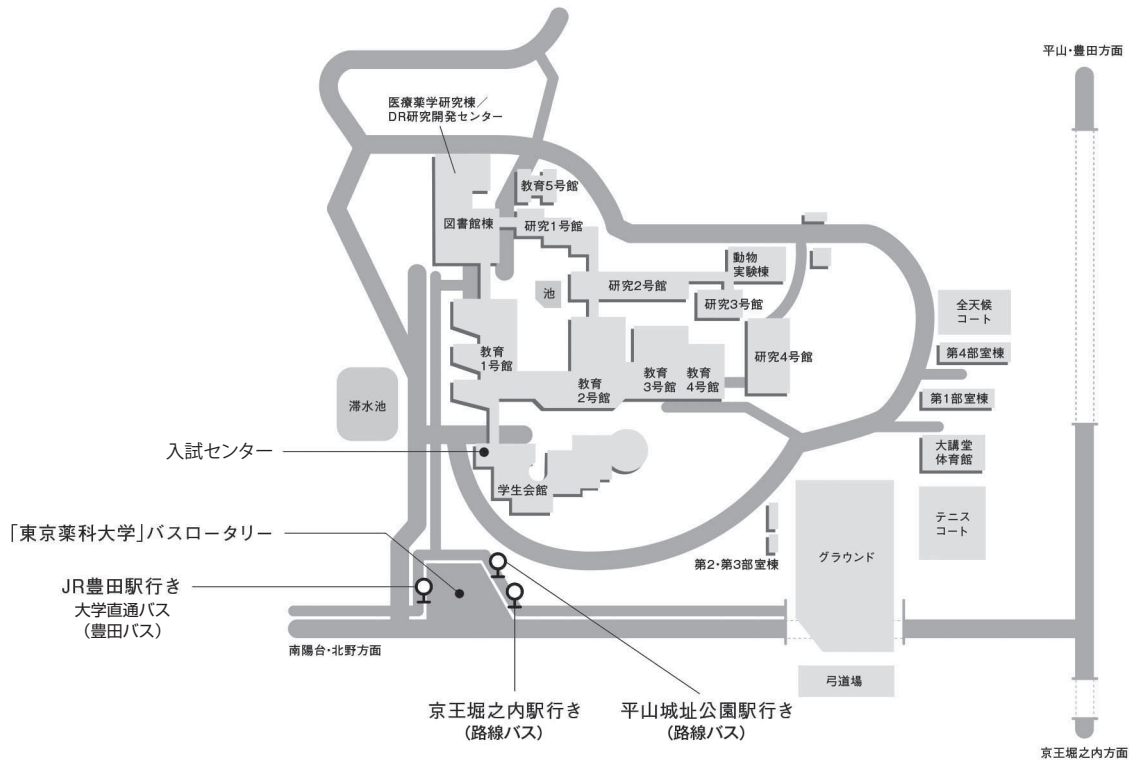 平山・豊田方面
医療薬学研究棟／
DR研究開発センター
教育5号館
図書館棟
研究1号館
動物
実験棟
研究2号館
池
研究3号館
全天候
コート
教育
1号館
研究4号館
第4部室棟
教育
2号館
教育
3号館
教育
4号館
第1部室棟
滞水池
入試センター
大講堂
体育館
学生会館
「東京薬科大学」バスロータリー
テニス
コート
グラウンド
第2・第3部室棟
JR豊田駅行き
大学直通バス
（豊田バス）
南陽台・北野方面
弓道場
京王堀之内駅行き
（路線バス）
平山城址公園駅行き
（路線バス）
京王堀之内方面